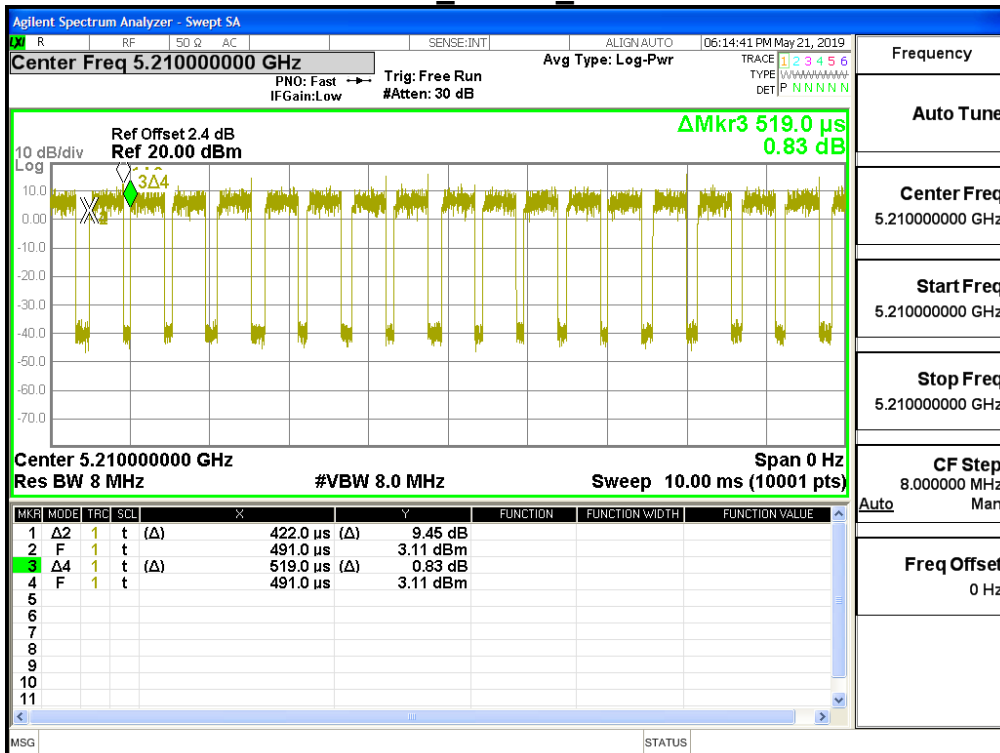 Agilent Spectrum Analyzer - Swept SA
LXI R RF 50 Ω AC SENSE:INT ALIGN AUTO 06:14:41 PM May 21, 2019
Center Freq 5.210000000 GHz
PNO: Fast
IFGain:Low
Trig: Free Run
#Atten: 30 dB
Avg Type: Log-Pwr
TRACE 1 2 3 4 5 6
TYPE
DET P N N N N N
Ref Offset 2.4 dB
10 dB/div Ref 20.00 dBm
Log
ΔMkr3 519.0 µs
0.83 dB
3Δ4
10.0
0.00
-10.0
-20.0
-30.0
-40.0
-50.0
-60.0
-70.0
Center 5.210000000 GHz Span 0 Hz
Res BW 8 MHz #VBW 8.0 MHz Sweep 10.00 ms (10001 pts)
MKR MODE TRC SCL X Y FUNCTION FUNCTION WIDTH FUNCTION VALUE
1 Δ2 1 t (Δ) 422.0 µs (Δ) 9.45 dB
2 F 1 t 491.0 µs 3.11 dBm
3 Δ4 1 t (Δ) 519.0 µs (Δ) 0.83 dB
4 F 1 t 491.0 µs 3.11 dBm
5
6
7
8
9
10
11
MSG STATUS
Frequency
Auto Tune
Center Freq
5.210000000 GHz
Start Freq
5.210000000 GHz
Stop Freq
5.210000000 GHz
CF Step
8.000000 MHz
Auto Man
Freq Offset
0 Hz